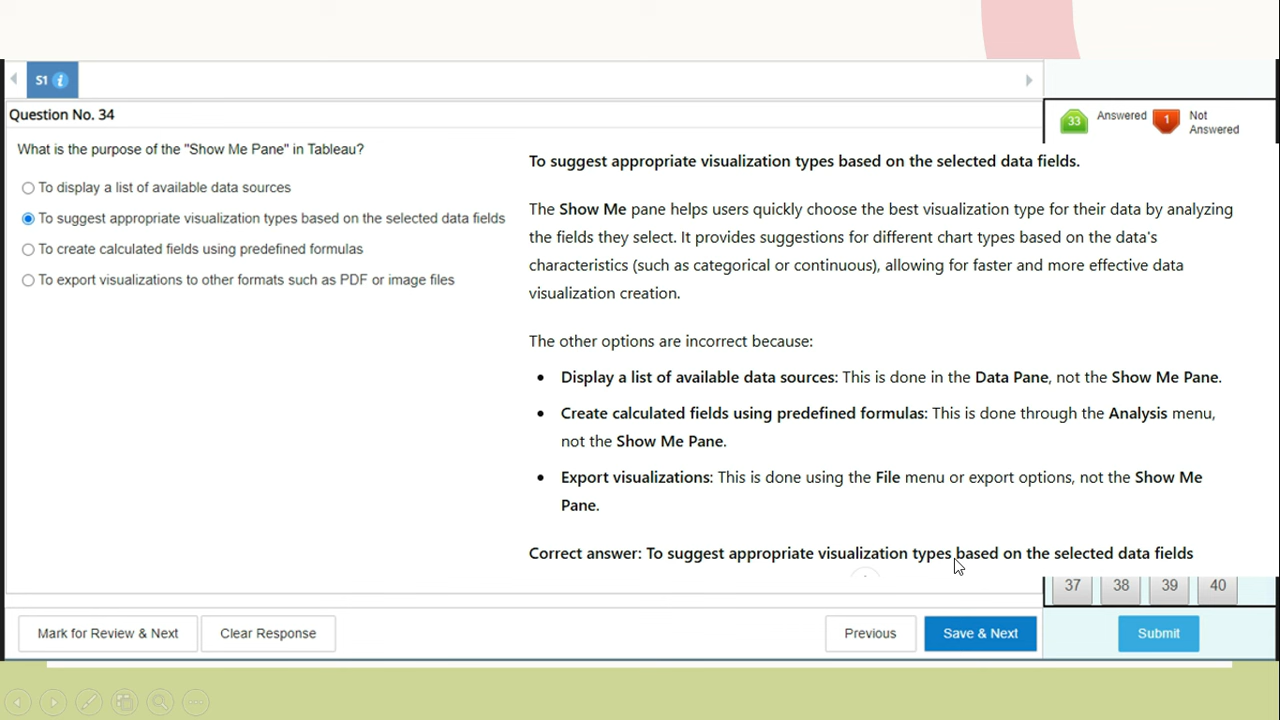 S1 i
Question No. 34
33 Answered 1 Not Answered
What is the purpose of the "Show Me Pane" in Tableau?
To display a list of available data sources
To suggest appropriate visualization types based on the selected data fields
To create calculated fields using predefined formulas
To export visualizations to other formats such as PDF or image files
To suggest appropriate visualization types based on the selected data fields.
The Show Me pane helps users quickly choose the best visualization type for their data by analyzing
the fields they select. It provides suggestions for different chart types based on the data's
characteristics (such as categorical or continuous), allowing for faster and more effective data
visualization creation.
The other options are incorrect because:
• Display a list of available data sources: This is done in the Data Pane, not the Show Me Pane.
• Create calculated fields using predefined formulas: This is done through the Analysis menu,
not the Show Me Pane.
• Export visualizations: This is done using the File menu or export options, not the Show Me
Pane.
Correct answer: To suggest appropriate visualization types based on the selected data fields
37 38 39 40
Mark for Review & Next Clear Response Previous Save & Next Submit